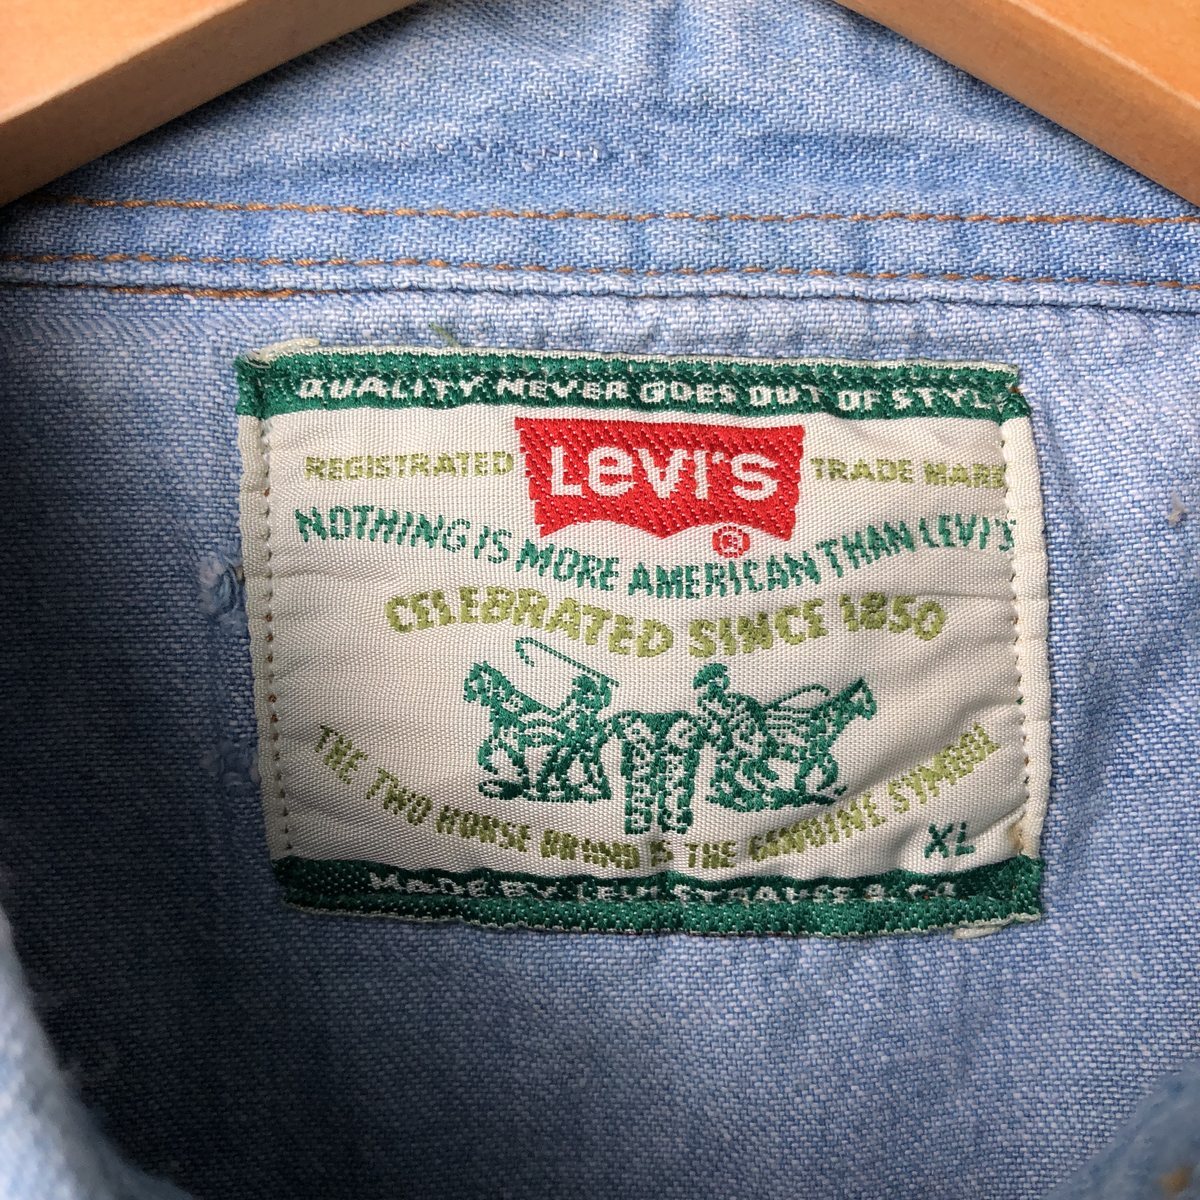 QUALITY NEVER GOES OUT OF STYLE
REGISTRATED LEVI'S TRADE MARK
®
NOTHING IS MORE AMERICAN THAN LEVI'S
CELEBRATED SINCE 1850
THE TWO HORSE BRAND IS THE GENUINE SYMBOL
XL
MADE BY LEVI STRAUSS & CO